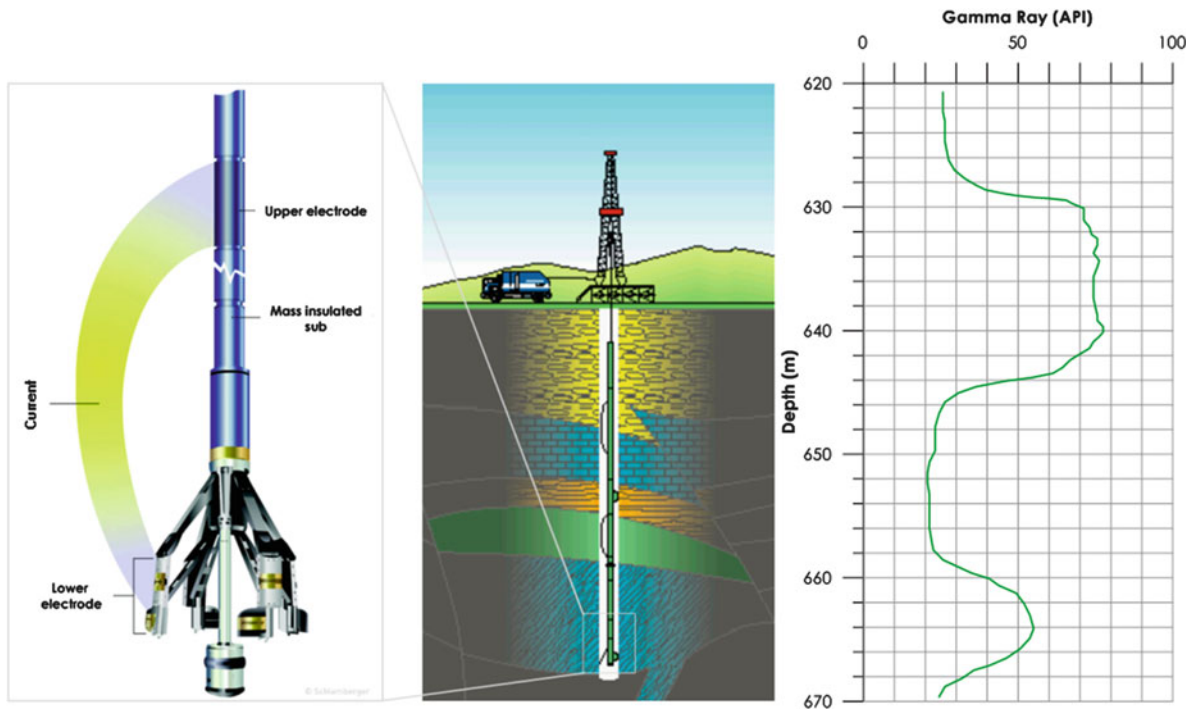 Upper electrode
Mass insulated
sub
Current
Lower
electrode
© Schlumberger
Gamma Ray (API)
0
50
100
Depth (m)
620
630
640
650
660
670